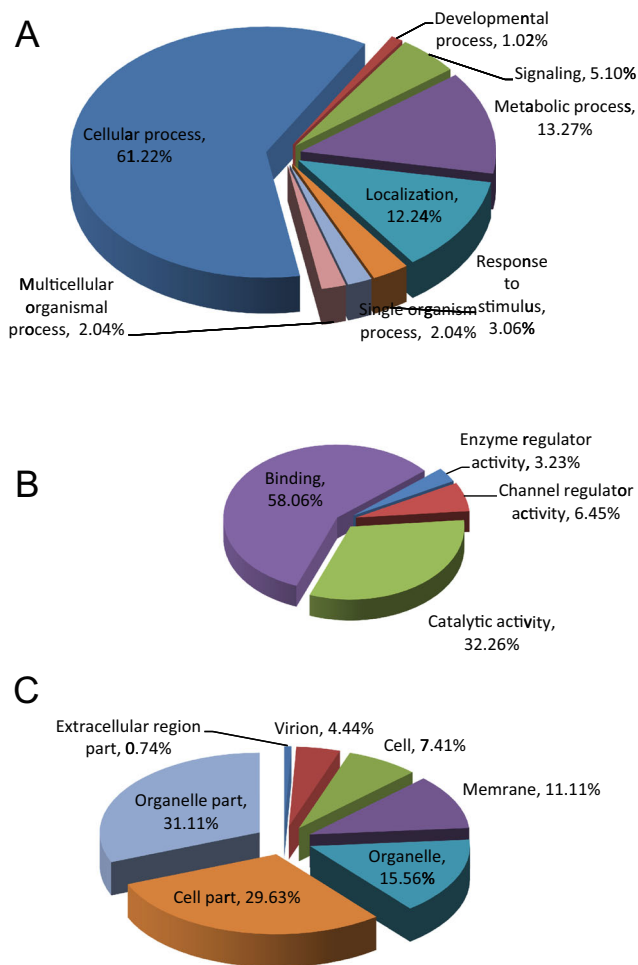 A
Developmental
process, 1.02%
Signaling, 5.10%
Metabolic process,
13.27%
Cellular process,
61.22%
Localization,
12.24%
Response
to
stimulus,
3.06%
Single organism
process, 2.04%
Multicellular
organismal
process, 2.04%
B
Enzyme regulator
activity, 3.23%
Binding,
58.06%
Channel regulator
activity, 6.45%
Catalytic activity,
32.26%
C
Extracellular region
part, 0.74%
Virion, 4.44%
Cell, 7.41%
Memrane, 11.11%
Organelle part,
31.11%
Organelle,
15.56%
Cell part, 29.63%